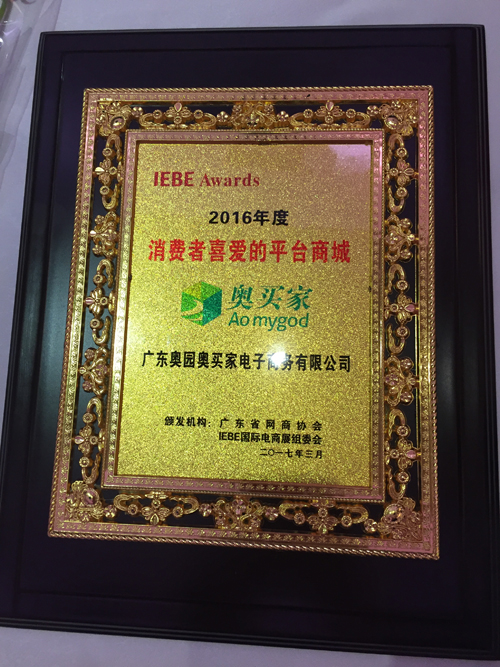 IEBE Awards
2016年度
消费者喜爱的平台商城
奥买家
Aomygod
广东奥园奥买家电子商务有限公司
颁发机构：广东省网商协会
IEBE国际电商展组委会
二〇一七年三月